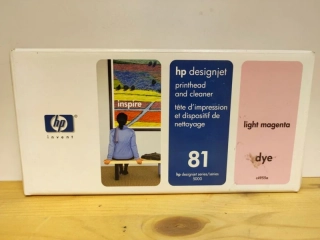 hp
invent
inspire
hp designjet
printhead
and cleaner
tête d'impression
et dispositif de
nettoyage
81
hp designjet series/séries
5000
light magenta
dye